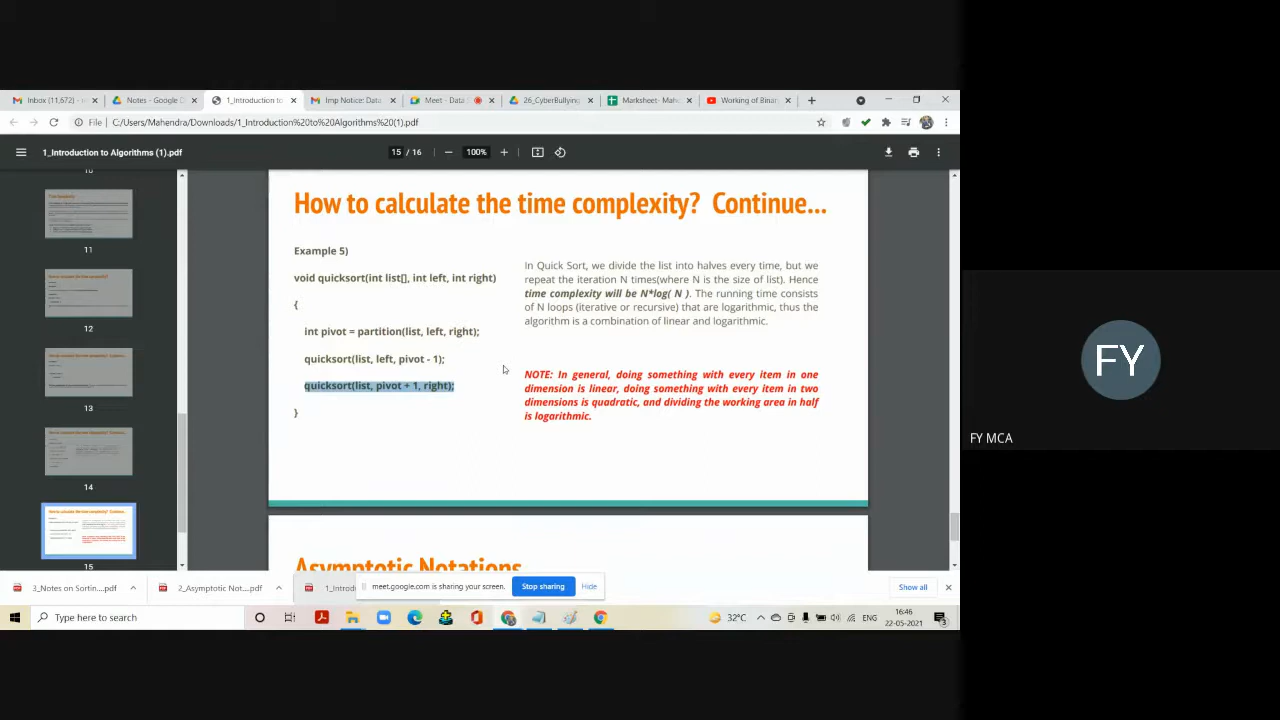 Inbox (11,672) - m
Notes - Google D
1_Introduction to
Imp Notice: Data
Meet - Data
26_CyberBullying
Marksheet- Mah
Working of Binar
File
C:/Users/Mahendra/Downloads/1_Introduction%20to%20Algorithms%20(1).pdf
1_Introduction to Algorithms (1).pdf
15 / 16
100%
10
11
12
13
14
15
How to calculate the time complexity? Continue...
Example 5)
void quicksort(int list[], int left, int right)
{
int pivot = partition(list, left, right);
quicksort(list, left, pivot - 1);
quicksort(list, pivot + 1, right);
}
In Quick Sort, we divide the list into halves every time, but we
repeat the iteration N times(where N is the size of list). Hence
time complexity will be N*log( N ). The running time consists
of N loops (iterative or recursive) that are logarithmic, thus the
algorithm is a combination of linear and logarithmic.
NOTE: In general, doing something with every item in one
dimension is linear, doing something with every item in two
dimensions is quadratic, and dividing the working area in half
is logarithmic.
Asymptotic Notations
FY
FY MCA
3_Notes on Sortin....pdf
2_Asymptotic Not....pdf
1_Introd
meet.google.com is sharing your screen.
Stop sharing
Hide
Show all
Type here to search
32°C
ENG
16:46
22-05-2021
3